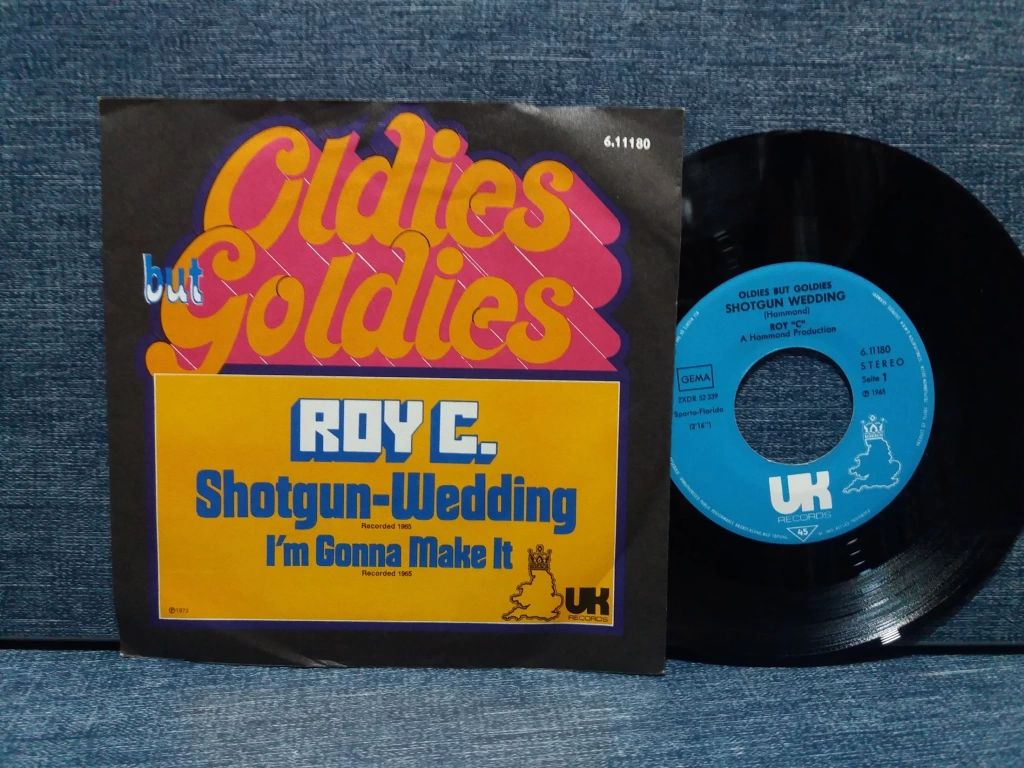 6.11180
Oldies
but
Goldies
ROY C.
Shotgun-Wedding
Recorded 1965
I'm Gonna Make It
Recorded 1965
UK
RECORDS
OLDIES BUT GOLDIES
SHOTGUN WEDDING
(Hammond)
ROY "C"
A Hammond Production
GEMA
6.11180
STEREO
Seite 1
℗ 1965
Sparta-Florida
(2'16")
UK
RECORDS
45